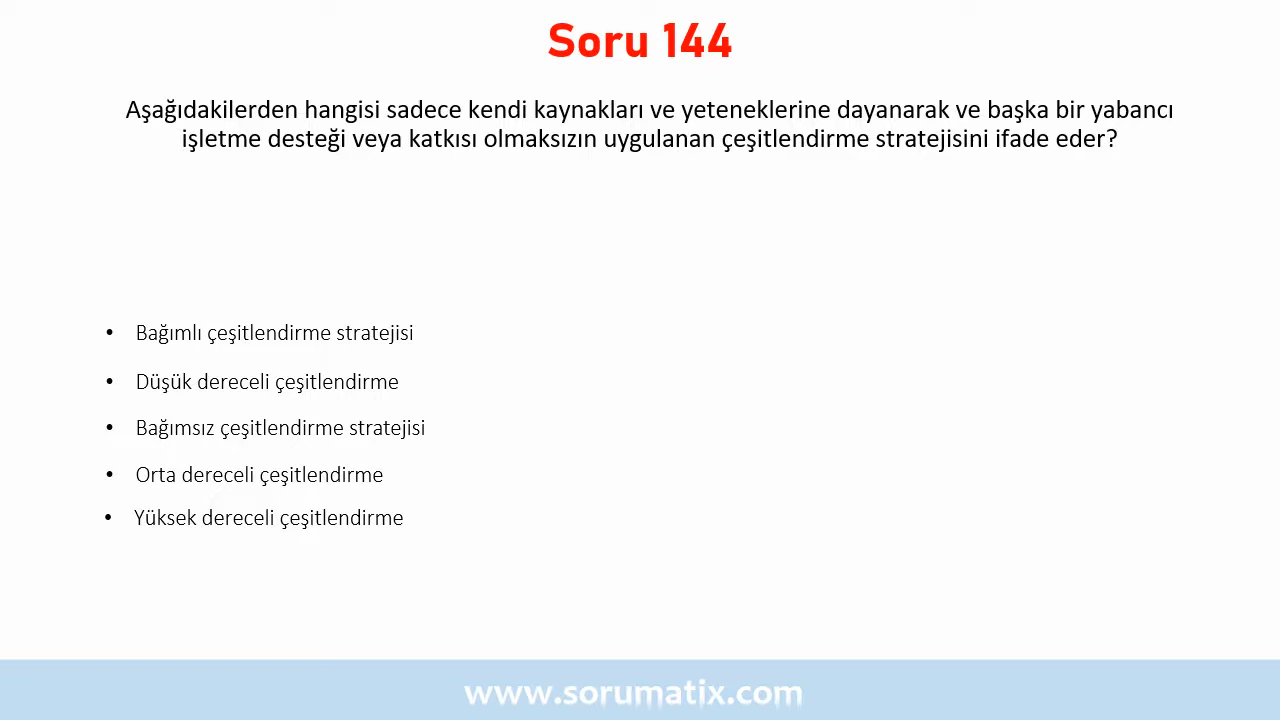 Soru 144
Aşağıdakilerden hangisi sadece kendi kaynakları ve yeteneklerine dayanarak ve başka bir yabancı
işletme desteği veya katkısı olmaksızın uygulanan çeşitlendirme stratejisini ifade eder?
• Bağımlı çeşitlendirme stratejisi
• Düşük dereceli çeşitlendirme
• Bağımsız çeşitlendirme stratejisi
• Orta dereceli çeşitlendirme
• Yüksek dereceli çeşitlendirme
www.sorumatix.com